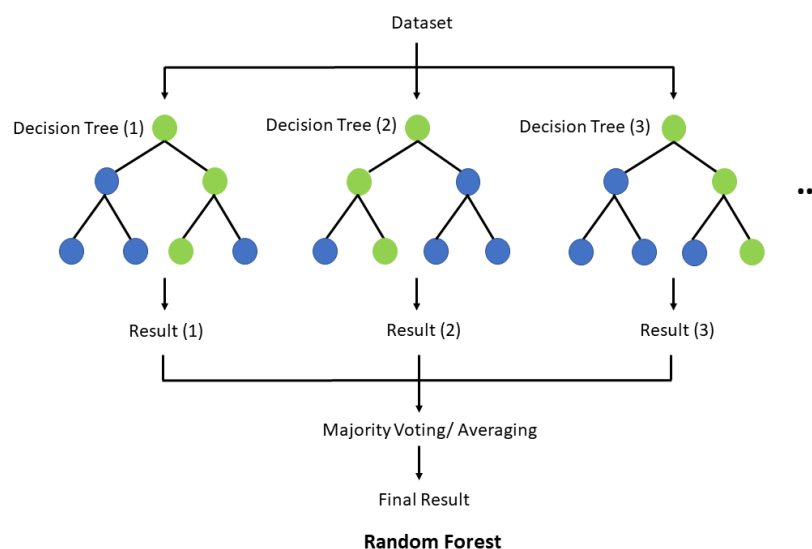 Dataset
Decision Tree (1)
Decision Tree (2)
Decision Tree (3)
..
Result (1)
Result (2)
Result (3)
Majority Voting/ Averaging
Final Result
Random Forest